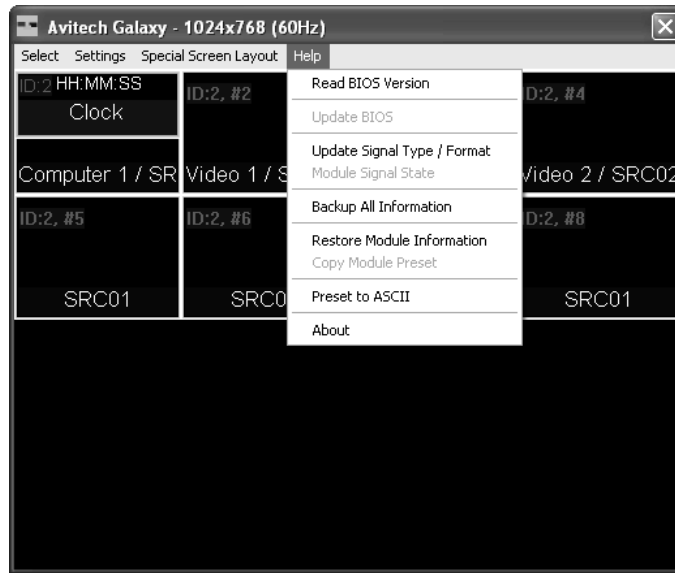 Avitech Galaxy - 1024x768 (60Hz)
Select Settings Special Screen Layout Help
Read BIOS Version
Update BIOS
Update Signal Type / Format
Module Signal State
Backup All Information
Restore Module Information
Copy Module Preset
Preset to ASCII
About
ID:2 HH:MM:SS
Clock
Computer 1 / SR
ID:2, #2
Video 1 / S
ID:2, #4
Video 2 / SRC02
ID:2, #5
SRC01
ID:2, #6
SRC0
ID:2, #8
SRC01